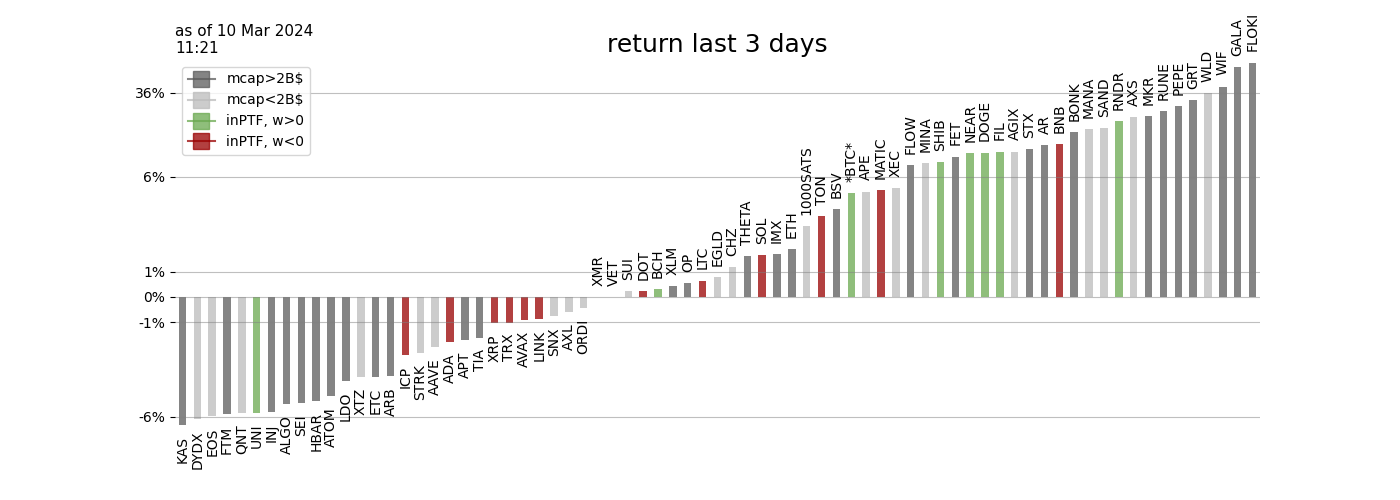 as of 10 Mar 2024
11:21
return last 3 days
mcap>2B$
mcap<2B$
inPTF, w>0
inPTF, w<0
36%
6%
1%
0%
-1%
-6%
KAS
DYDX
EOS
FTM
QNT
UNI
INJ
ALGO
SEI
HBAR
ATOM
LDO
XTZ
ETC
ARB
ICP
STRK
AAVE
ADA
APT
TIA
XRP
TRX
AVAX
LINK
SNX
AXL
ORDI
XMR
VET
SUI
DOT
BCH
XLM
OP
LTC
EGLD
CHZ
THETA
SOL
IMX
ETH
1000SATS
TON
BSV
*BTC*
APE
MATIC
XEC
FLOW
MINA
SHIB
FET
NEAR
DOGE
FIL
AGIX
STX
AR
BNB
BONK
MANA
SAND
RNDR
AXS
MKR
RUNE
PEPE
GRT
WLD
WIF
GALA
FLOKI